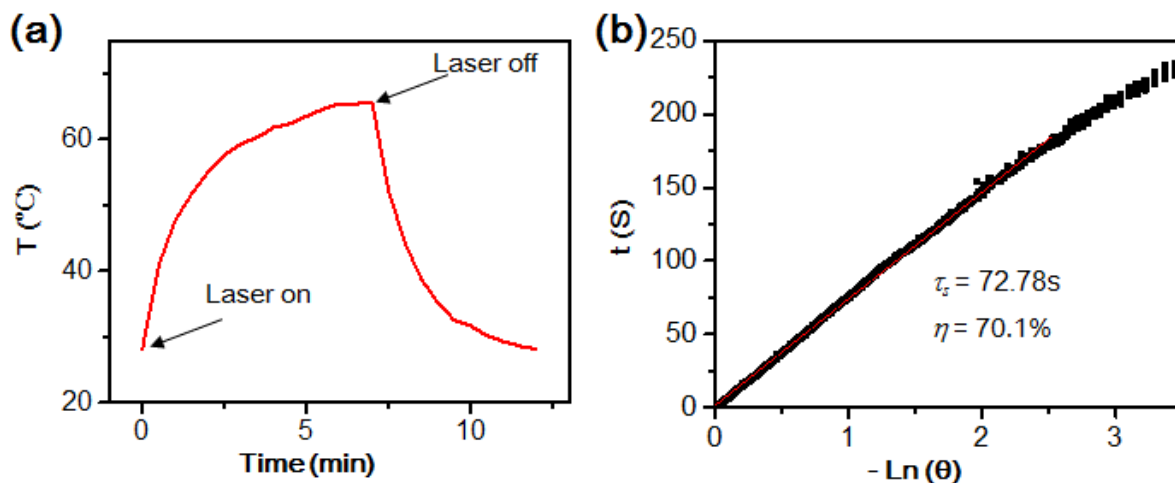 (a)
T (ºC)
60
40
20
Laser off
Laser on
0
5
10
Time (min)
(b)
t (S)
250
200
150
100
50
0
τs = 72.78s
η = 70.1%
0
1
2
3
- Ln (θ)